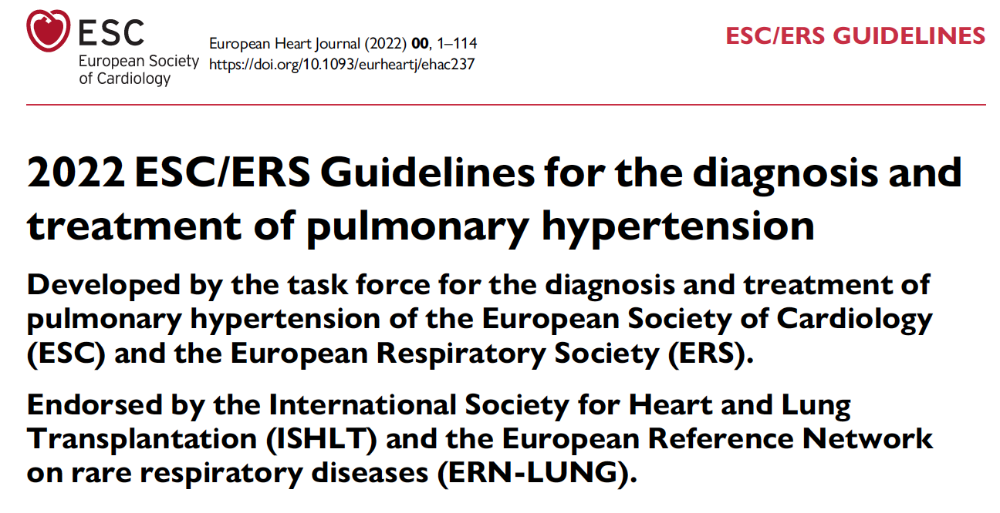 ESC
European Society
of Cardiology
European Heart Journal (2022) 00, 1–114
https://doi.org/10.1093/eurheartj/ehac237
ESC/ERS GUIDELINES
2022 ESC/ERS Guidelines for the diagnosis and
treatment of pulmonary hypertension
Developed by the task force for the diagnosis and treatment of
pulmonary hypertension of the European Society of Cardiology
(ESC) and the European Respiratory Society (ERS).
Endorsed by the International Society for Heart and Lung
Transplantation (ISHLT) and the European Reference Network
on rare respiratory diseases (ERN-LUNG).